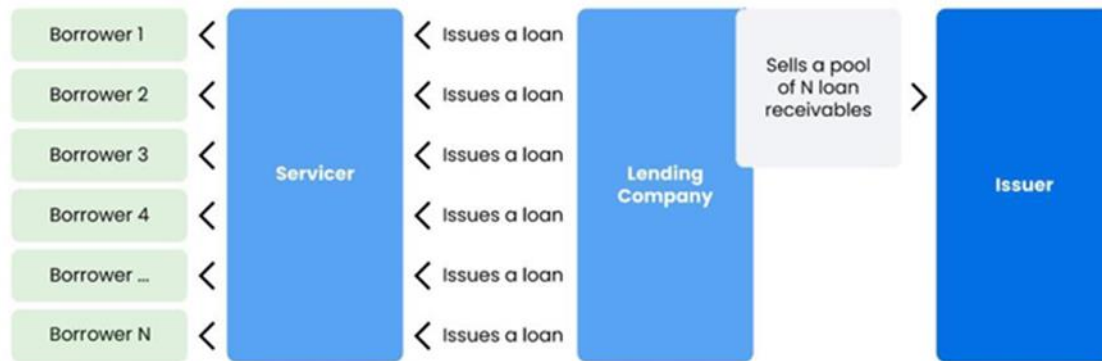 Borrower 1
Issues a loan
Borrower 2
Issues a loan
Borrower 3
Issues a loan
Borrower 4
Issues a loan
Borrower ...
Issues a loan
Borrower N
Issues a loan
Servicer
Lending
Company
Sells a pool
of N loan
receivables
Issuer